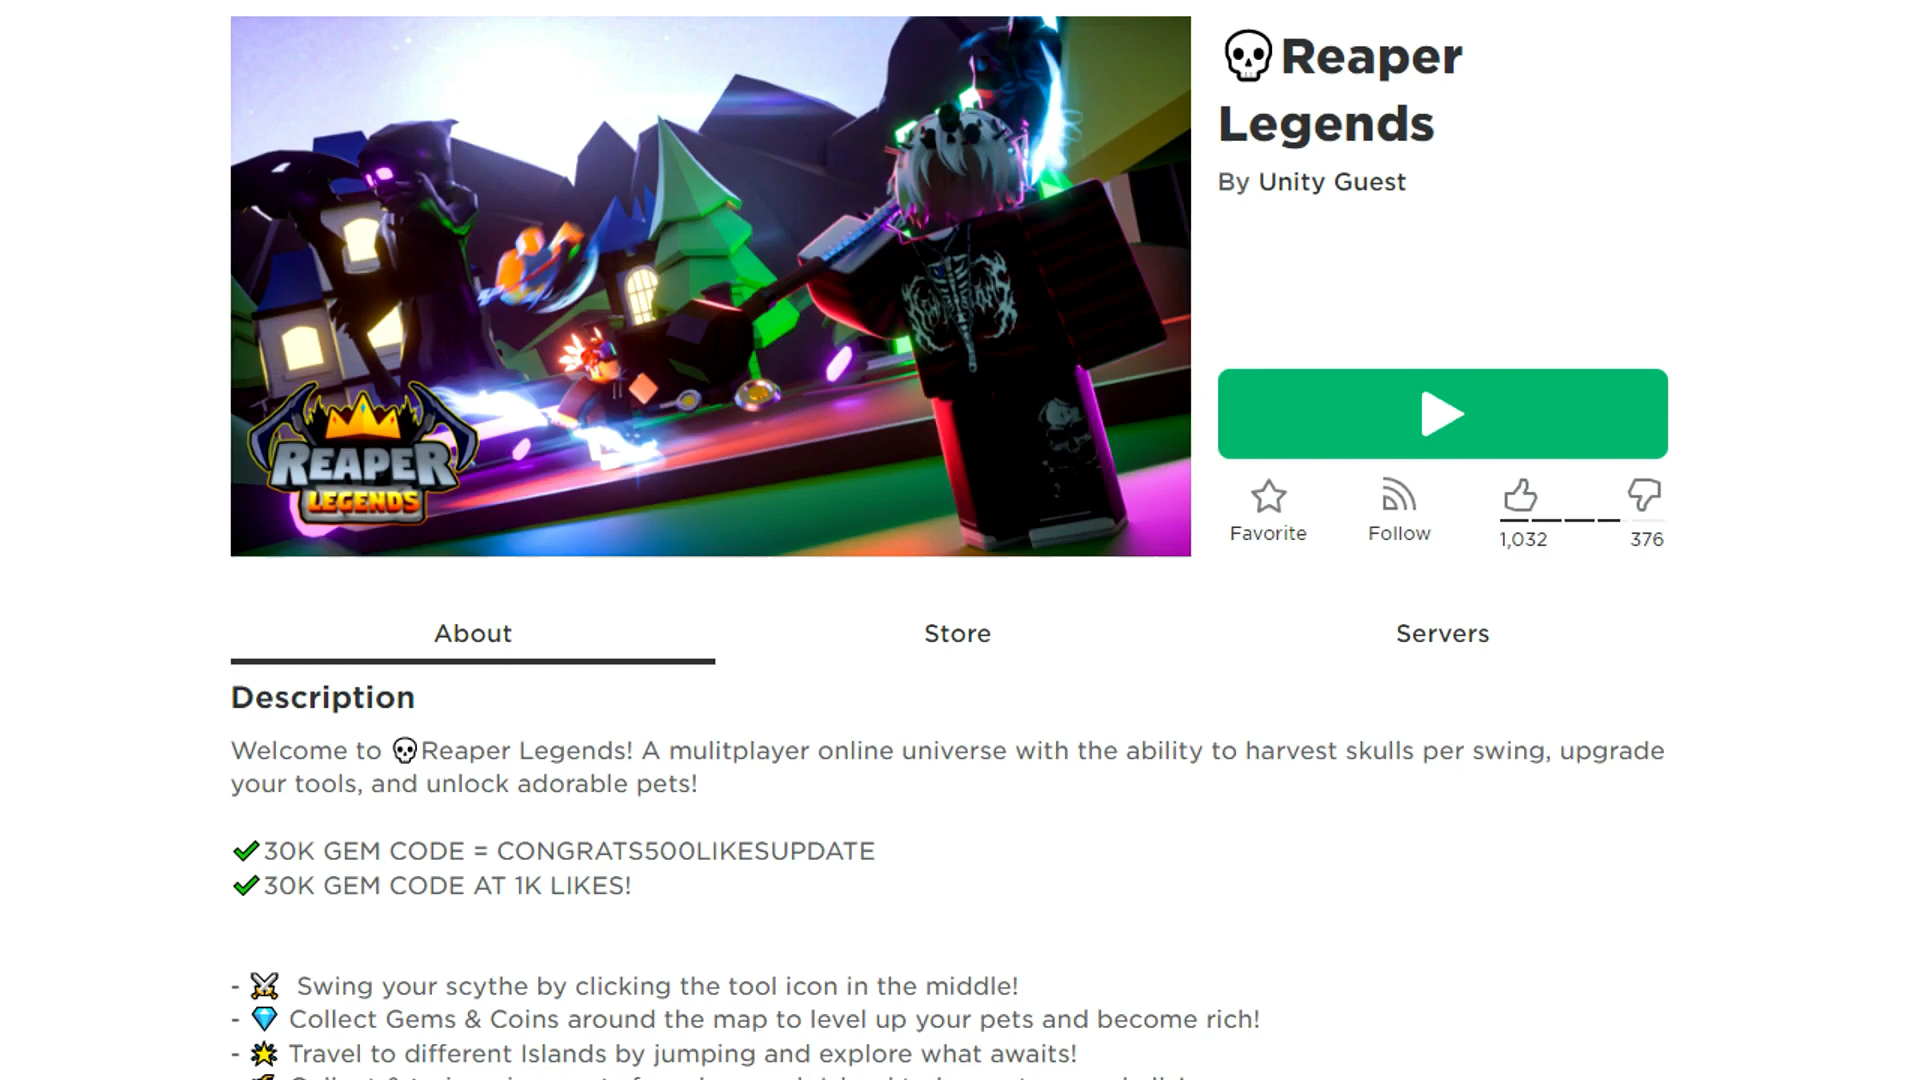 REAPER
LEGENDS
💀Reaper
Legends
By Unity Guest
Favorite
Follow
1,032
376
About
Store
Servers
Description
Welcome to 💀Reaper Legends! A mulitplayer online universe with the ability to harvest skulls per swing, upgrade
your tools, and unlock adorable pets!
✔30K GEM CODE = CONGRATS500LIKESUPDATE
✔30K GEM CODE AT 1K LIKES!
- ⚔ Swing your scythe by clicking the tool icon in the middle!
- 💎 Collect Gems & Coins around the map to level up your pets and become rich!
- 🌟 Travel to different Islands by jumping and explore what awaits!